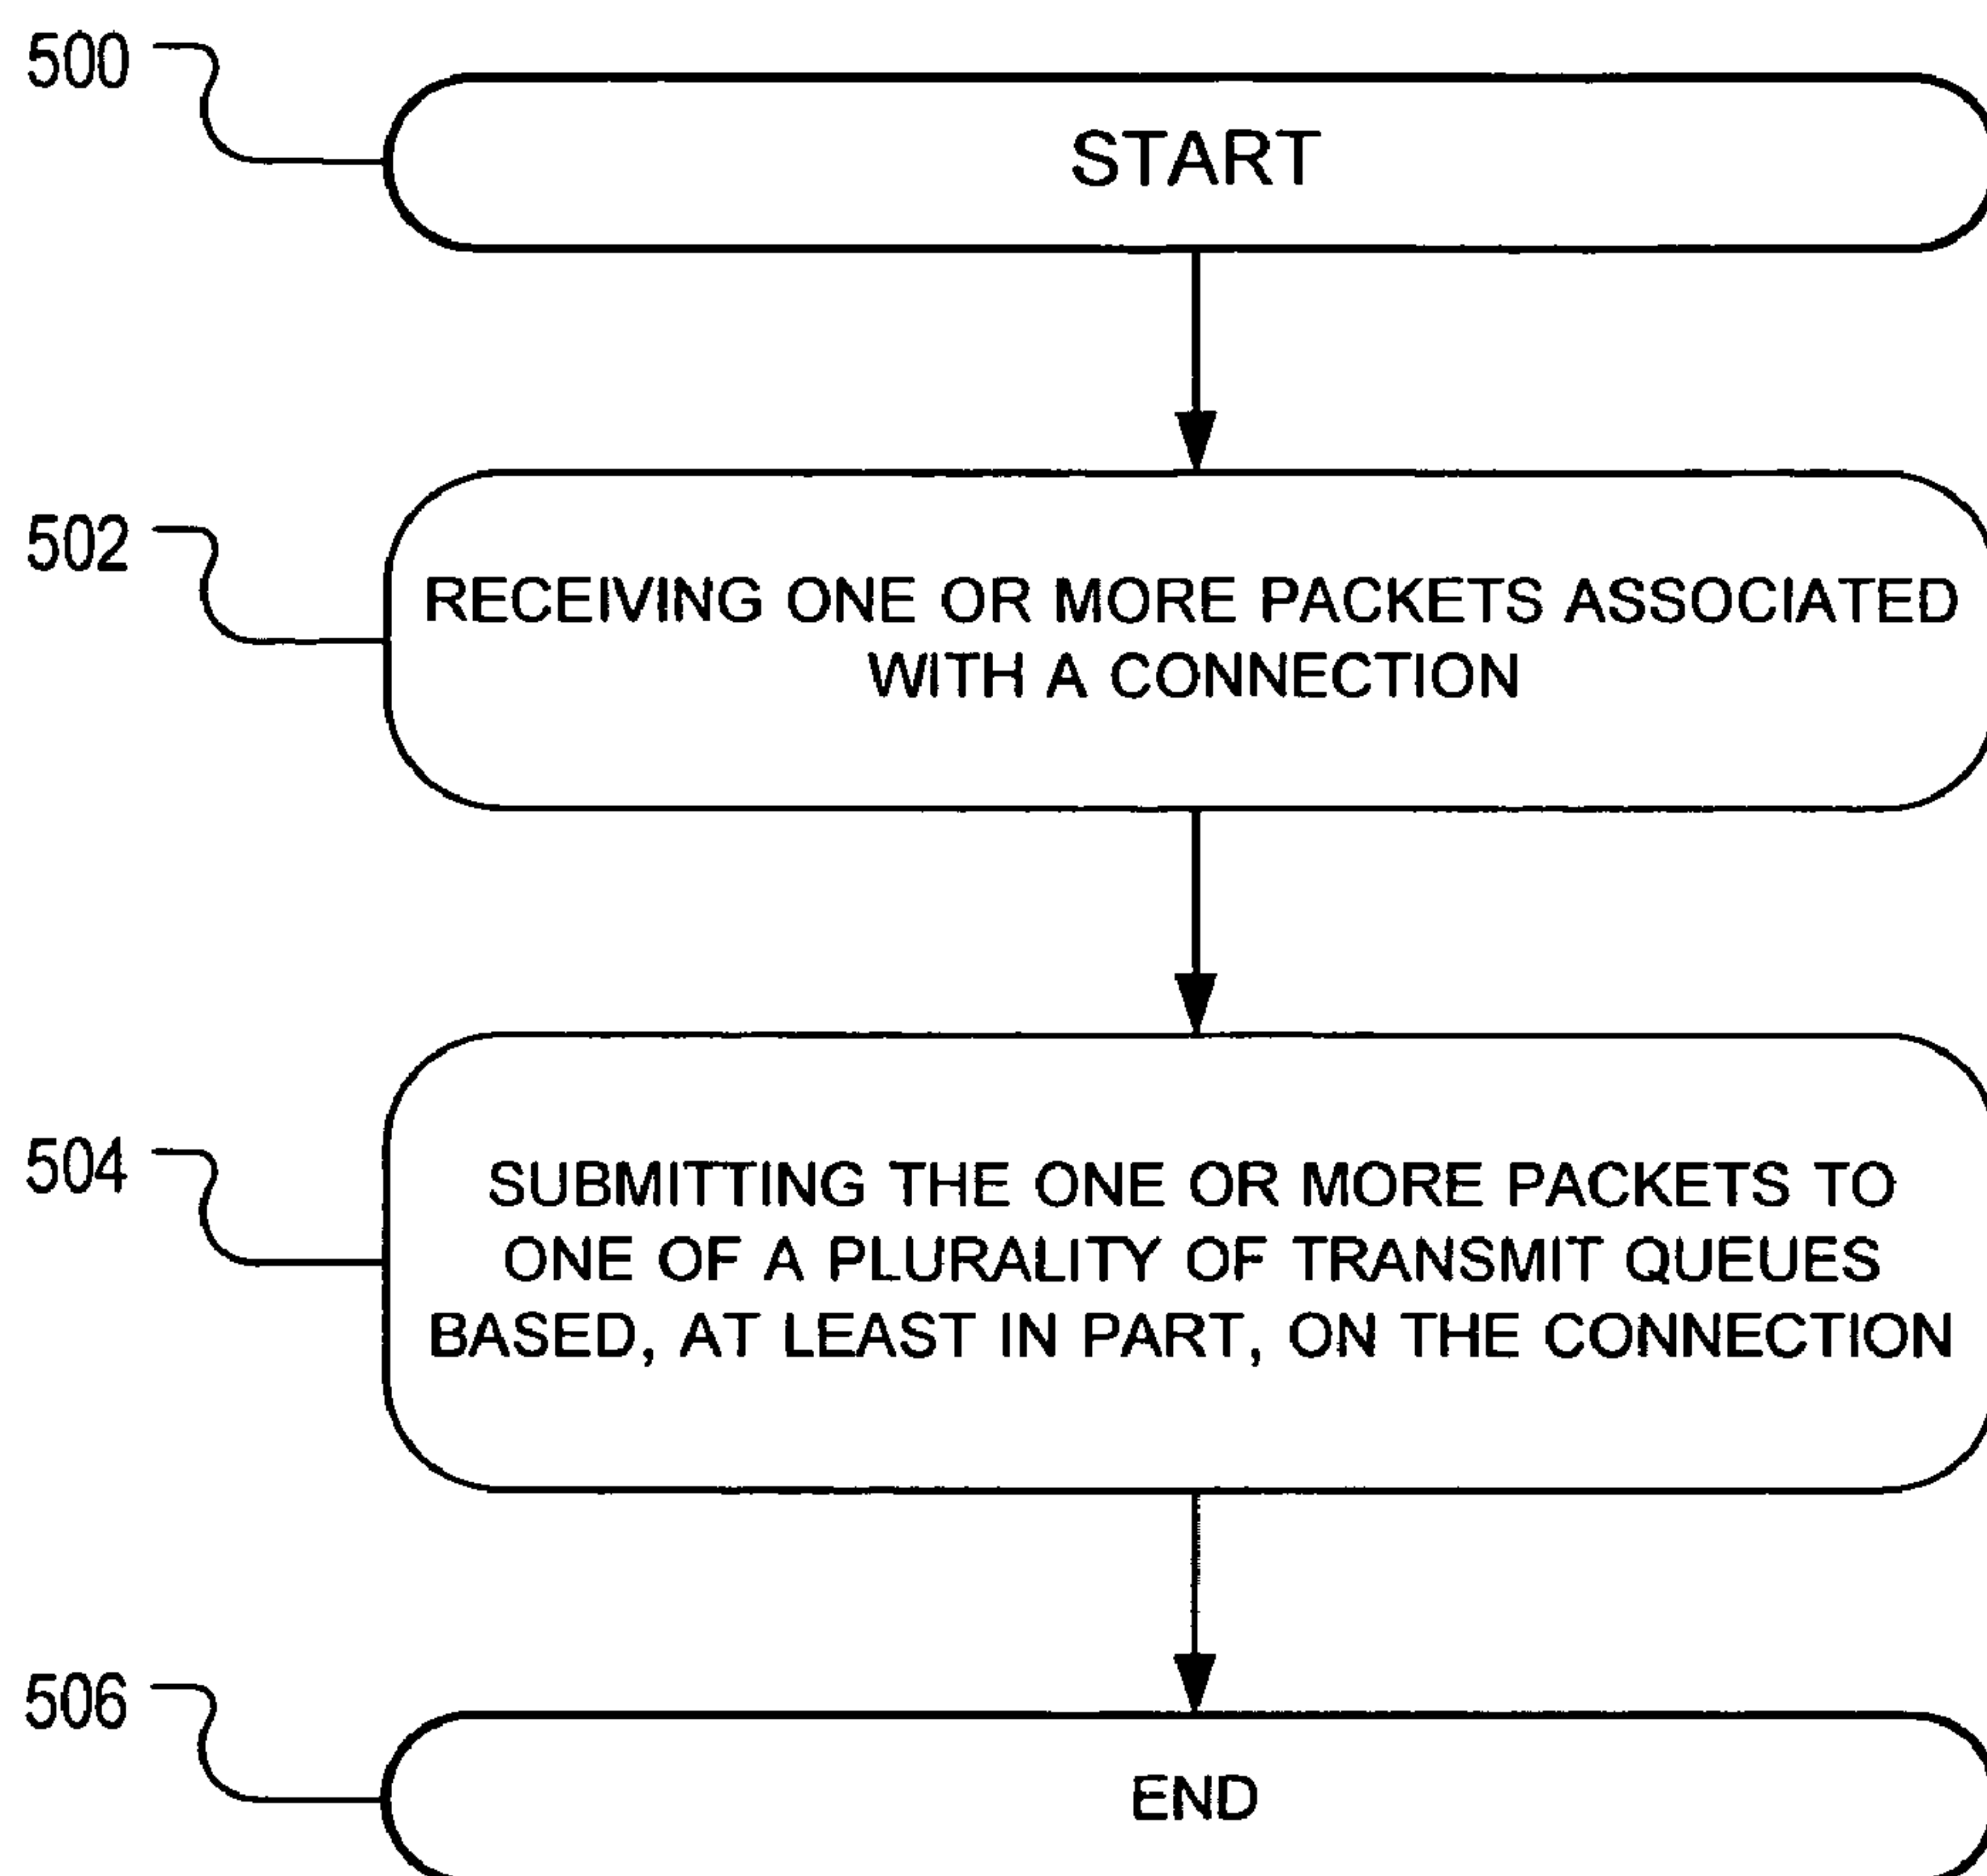 500
START
502
RECEIVING ONE OR MORE PACKETS ASSOCIATED
WITH A CONNECTION
504
SUBMITTING THE ONE OR MORE PACKETS TO
ONE OF A PLURALITY OF TRANSMIT QUEUES
BASED, AT LEAST IN PART, ON THE CONNECTION
506
END